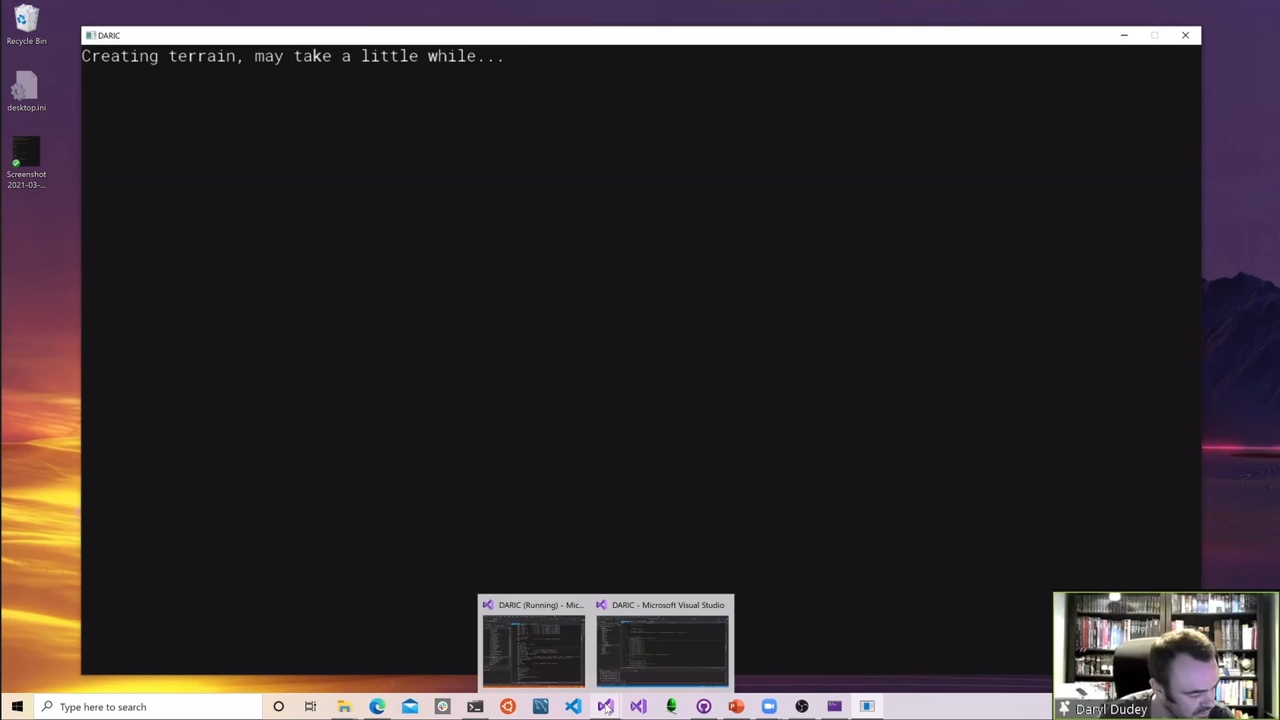 Recycle Bin
desktop.ini
Screenshot
2021-03-...
DARIC
Creating terrain, may take a little while...
DARIC (Running) - Mic...
DARIC - Microsoft Visual Studio
Type here to search
Daryl Dudey